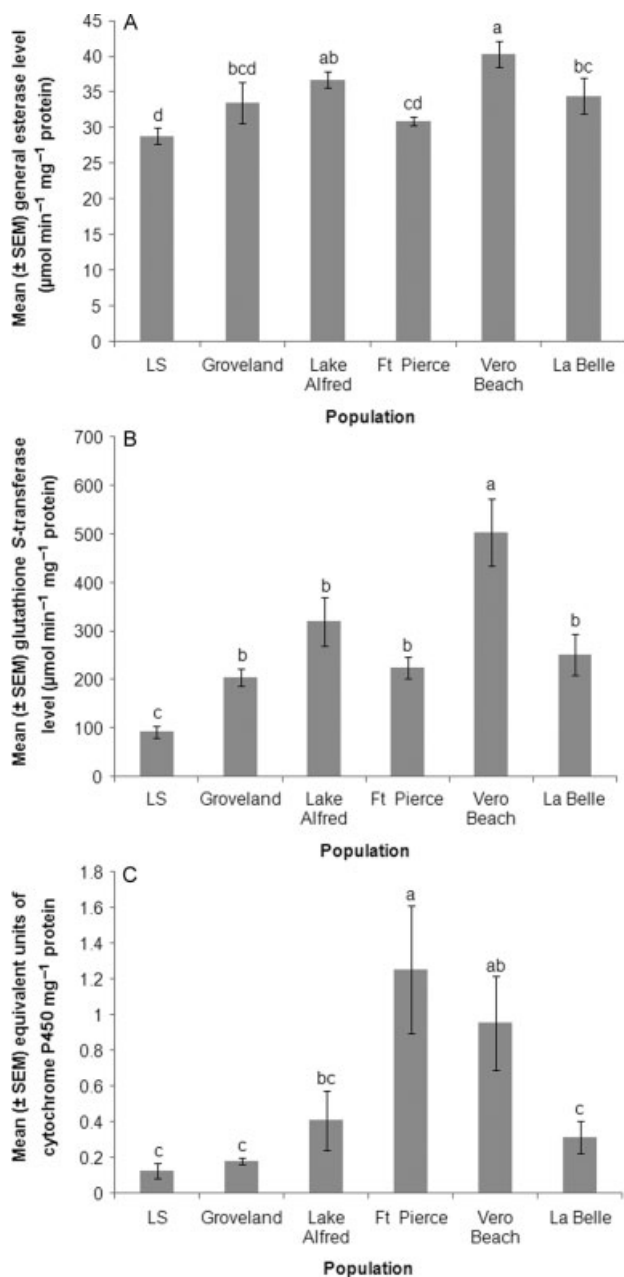 A
Mean (± SEM) general esterase level
(µmol min⁻¹ mg⁻¹ protein)
45
40
35
30
25
20
15
10
5
0
d
bcd
ab
cd
a
bc
LS
Groveland
Lake
Alfred
Ft Pierce
Vero
Beach
La Belle
Population
B
Mean (± SEM) glutathione S-transferase
level (µmol min⁻¹ mg⁻¹ protein)
700
600
500
400
300
200
100
0
c
b
b
b
a
b
LS
Groveland
Lake
Alfred
Ft Pierce
Vero
Beach
La Belle
Population
C
Mean (± SEM) equivalent units of
cytochrome P450 mg⁻¹ protein
1.8
1.6
1.4
1.2
1
0.8
0.6
0.4
0.2
0
c
c
bc
a
ab
c
LS
Groveland
Lake
Alfred
Ft Pierce
Vero
Beach
La Belle
Population